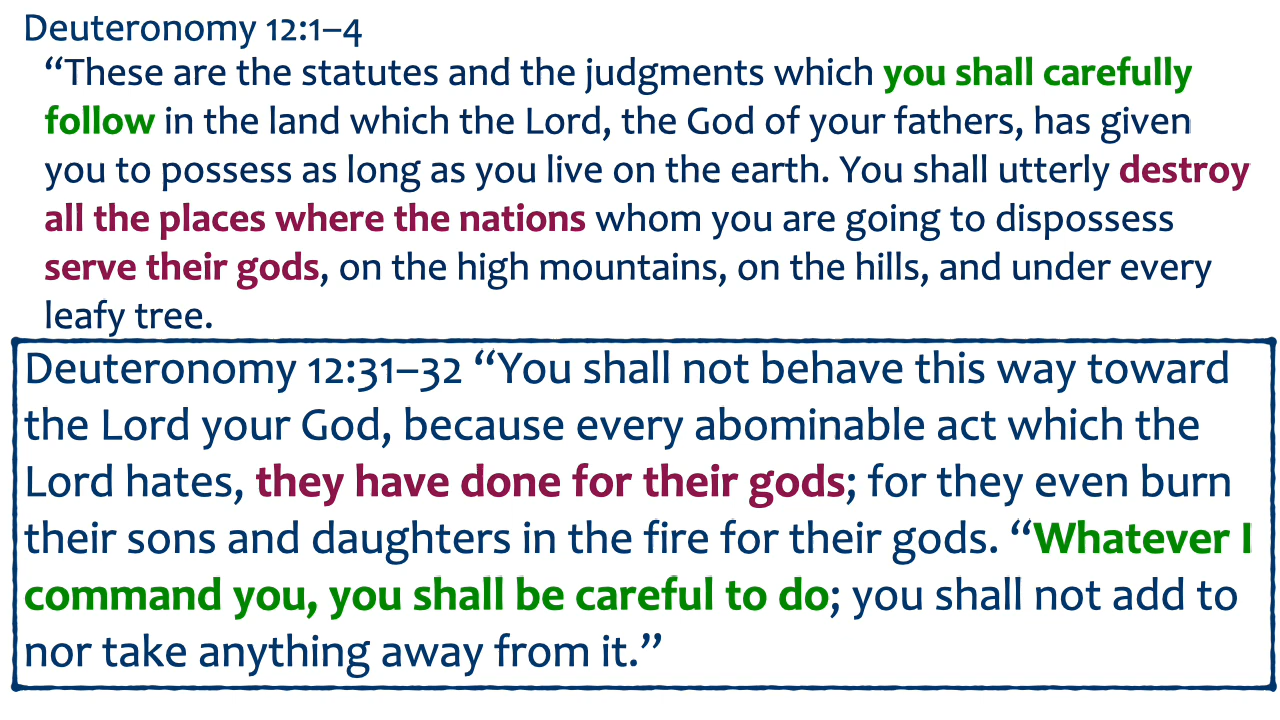 Deuteronomy 12:1–4
“These are the statutes and the judgments which you shall carefully
follow in the land which the Lord, the God of your fathers, has given
you to possess as long as you live on the earth. You shall utterly destroy
all the places where the nations whom you are going to dispossess
serve their gods, on the high mountains, on the hills, and under every
leafy tree.
Deuteronomy 12:31–32 “You shall not behave this way toward
the Lord your God, because every abominable act which the
Lord hates, they have done for their gods; for they even burn
their sons and daughters in the fire for their gods. “Whatever I
command you, you shall be careful to do; you shall not add to
nor take anything away from it.”